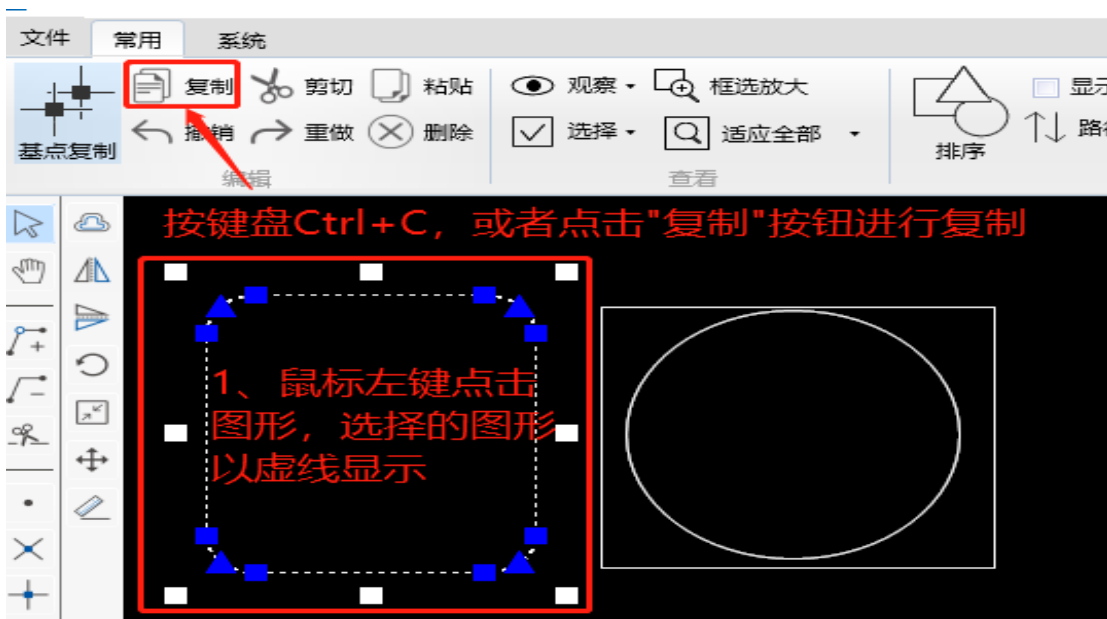 文件 常用 系统
复制 剪切 粘贴 观察 框选放大 显示
撤销 重做 删除 选择 适应全部
基点复制 排序
编辑 查看
按键盘Ctrl+C，或者点击"复制"按钮进行复制
1、鼠标左键点击
图形，选择的图形
以虚线显示